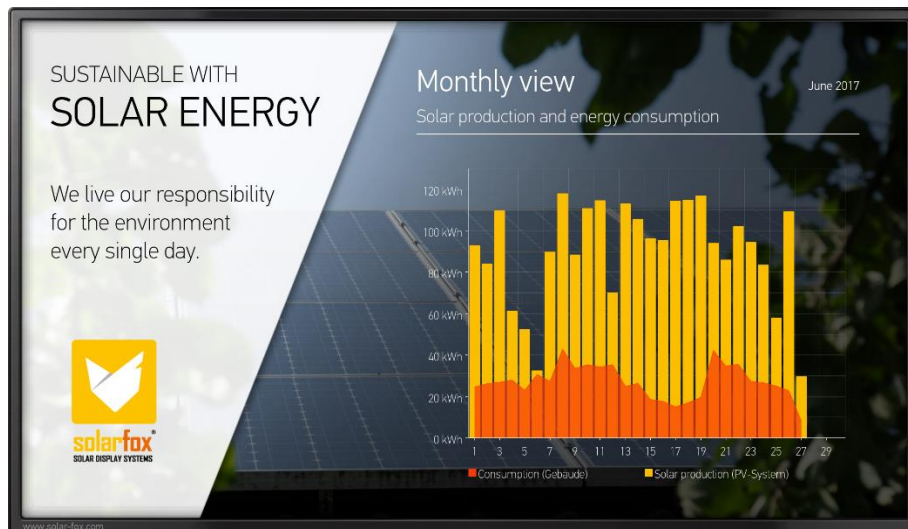 SUSTAINABLE WITH
SOLAR ENERGY
We live our responsibility
for the environment
every single day.
solarfox®
SOLAR DISPLAY SYSTEMS
www.solar-fox.com
Monthly view
June 2017
Solar production and energy consumption
120 kWh
100 kWh
80 kWh
60 kWh
40 kWh
20 kWh
0 kWh
1 3 5 7 9 11 13 15 17 19 21 23 25 27 29
Consumption (Gebäude) Solar production (PV-System)